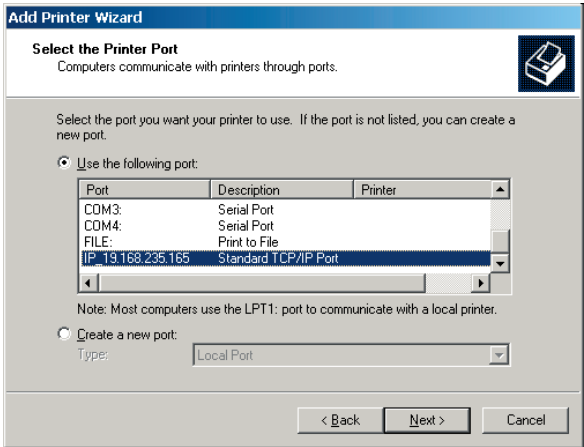 Add Printer Wizard
Select the Printer Port
Computers communicate with printers through ports.
Select the port you want your printer to use. If the port is not listed, you can create a
new port.
Use the following port:
Port Description Printer
COM3: Serial Port
COM4: Serial Port
FILE: Print to File
IP_19.168.235.165 Standard TCP/IP Port
Note: Most computers use the LPT1: port to communicate with a local printer.
Create a new port:
Type: Local Port
< Back Next > Cancel